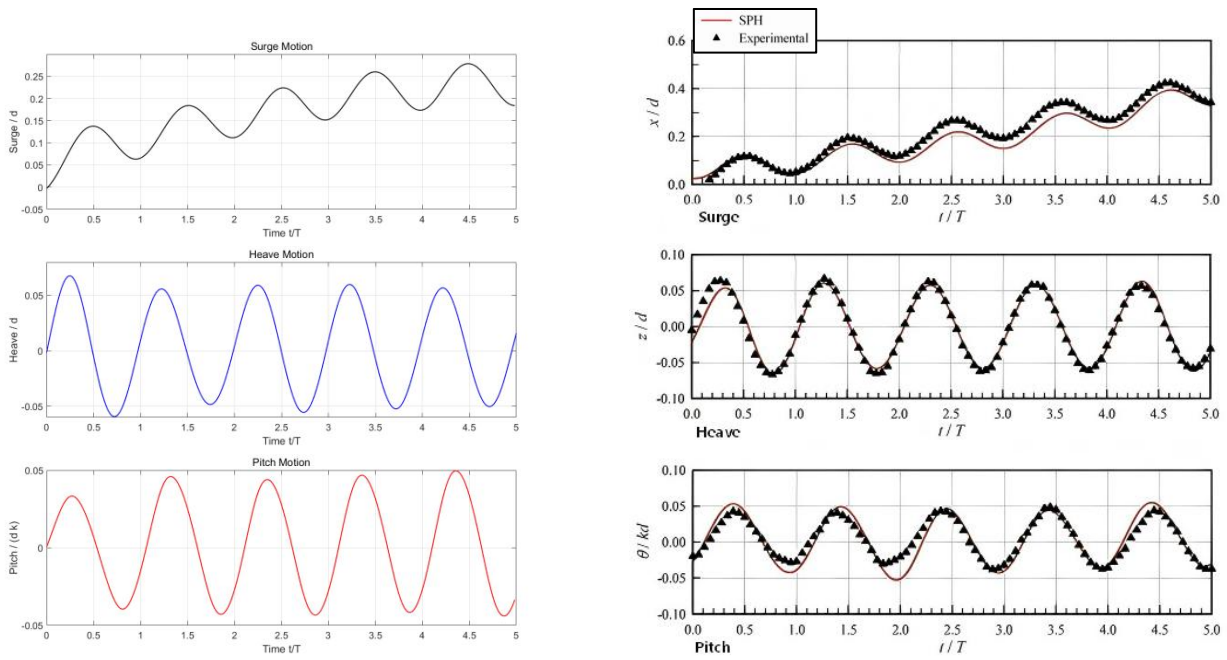 Surge Motion
0.25
0.2
0.15
0.1
0.05
0
-0.05
Surge / d
0 0.5 1 1.5 2 2.5 3 3.5 4 4.5 5
Time t/T
Heave Motion
0.05
0
-0.05
Heave / d
0 0.5 1 1.5 2 2.5 3 3.5 4 4.5 5
Time t/T
Pitch Motion
0.05
0
-0.05
Pitch / (d k)
0 0.5 1 1.5 2 2.5 3 3.5 4 4.5 5
Time t/T
SPH
Experimental
0.6
0.4
0.2
0.0
x / d
0.0 0.5 1.0 1.5 2.0 2.5 3.0 3.5 4.0 4.5 5.0
Surge t / T
0.10
0.05
0.00
-0.05
-0.10
z / d
0.0 0.5 1.0 1.5 2.0 2.5 3.0 3.5 4.0 4.5 5.0
Heave t / T
0.10
0.05
0.00
-0.05
-0.10
θ / kd
0.0 0.5 1.0 1.5 2.0 2.5 3.0 3.5 4.0 4.5 5.0
Pitch t / T